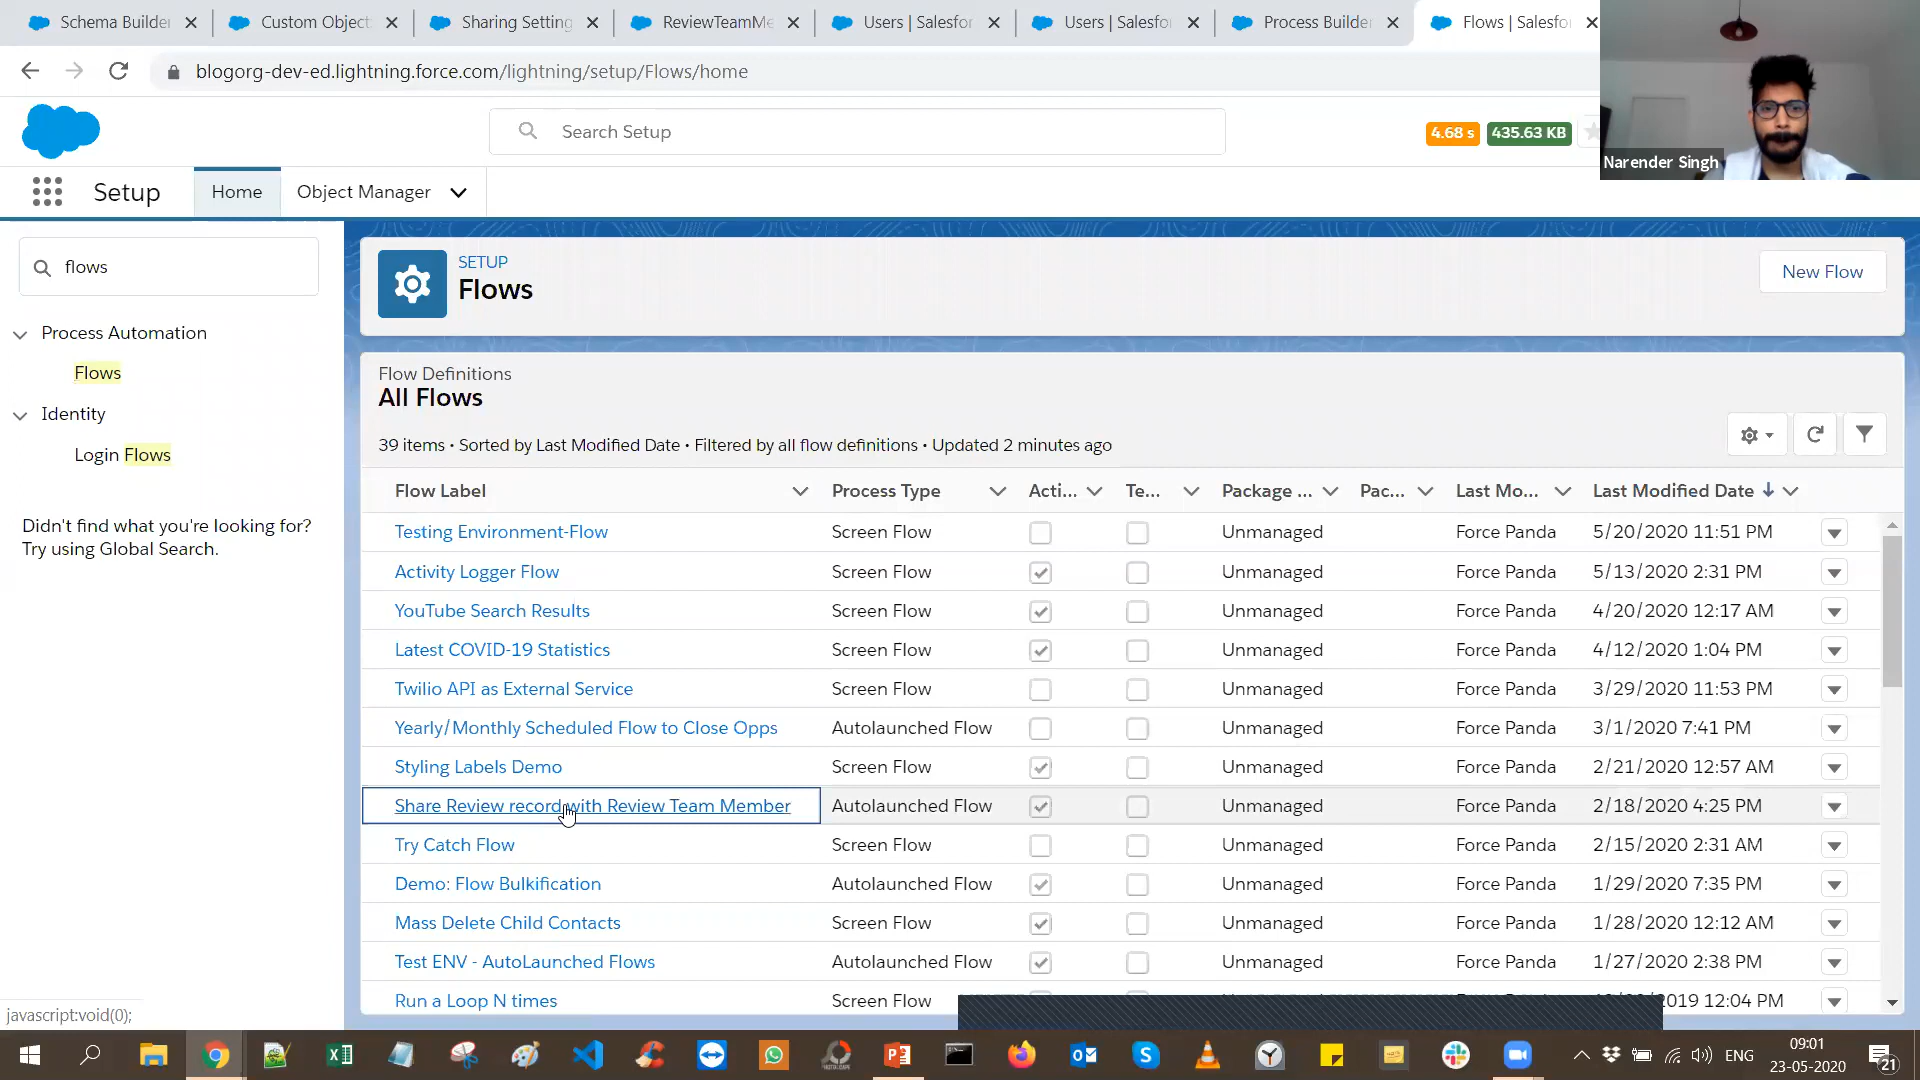 Schema Builder
Custom Object
Sharing Setting
ReviewTeamMe
Users | Salesfor
Users | Salesfo
Process Builder
Flows | Salesfo
blogorg-dev-ed.lightning.force.com/lightning/setup/Flows/home
Search Setup
4.68 s
435.63 KB
Narender Singh
Setup
Home
Object Manager
flows
Process Automation
Flows
Identity
Login Flows
Didn't find what you're looking for?
Try using Global Search.
SETUP
Flows
New Flow
Flow Definitions
All Flows
39 items • Sorted by Last Modified Date • Filtered by all flow definitions • Updated 2 minutes ago
Flow Label Process Type Acti... Te... Package ... Pac... Last Mo... Last Modified Date
Testing Environment-Flow Screen Flow Unmanaged Force Panda 5/20/2020 11:51 PM
Activity Logger Flow Screen Flow Unmanaged Force Panda 5/13/2020 2:31 PM
YouTube Search Results Screen Flow Unmanaged Force Panda 4/20/2020 12:17 AM
Latest COVID-19 Statistics Screen Flow Unmanaged Force Panda 4/12/2020 1:04 PM
Twilio API as External Service Screen Flow Unmanaged Force Panda 3/29/2020 11:53 PM
Yearly/Monthly Scheduled Flow to Close Opps Autolaunched Flow Unmanaged Force Panda 3/1/2020 7:41 PM
Styling Labels Demo Screen Flow Unmanaged Force Panda 2/21/2020 12:57 AM
Share Review record with Review Team Member Autolaunched Flow Unmanaged Force Panda 2/18/2020 4:25 PM
Try Catch Flow Screen Flow Unmanaged Force Panda 2/15/2020 2:31 AM
Demo: Flow Bulkification Autolaunched Flow Unmanaged Force Panda 1/29/2020 7:35 PM
Mass Delete Child Contacts Screen Flow Unmanaged Force Panda 1/28/2020 12:12 AM
Test ENV - AutoLaunched Flows Autolaunched Flow Unmanaged Force Panda 1/27/2020 2:38 PM
Run a Loop N times Screen Flow 12:04 PM
javascript:void(0);
ENG
09:01
23-05-2020
21